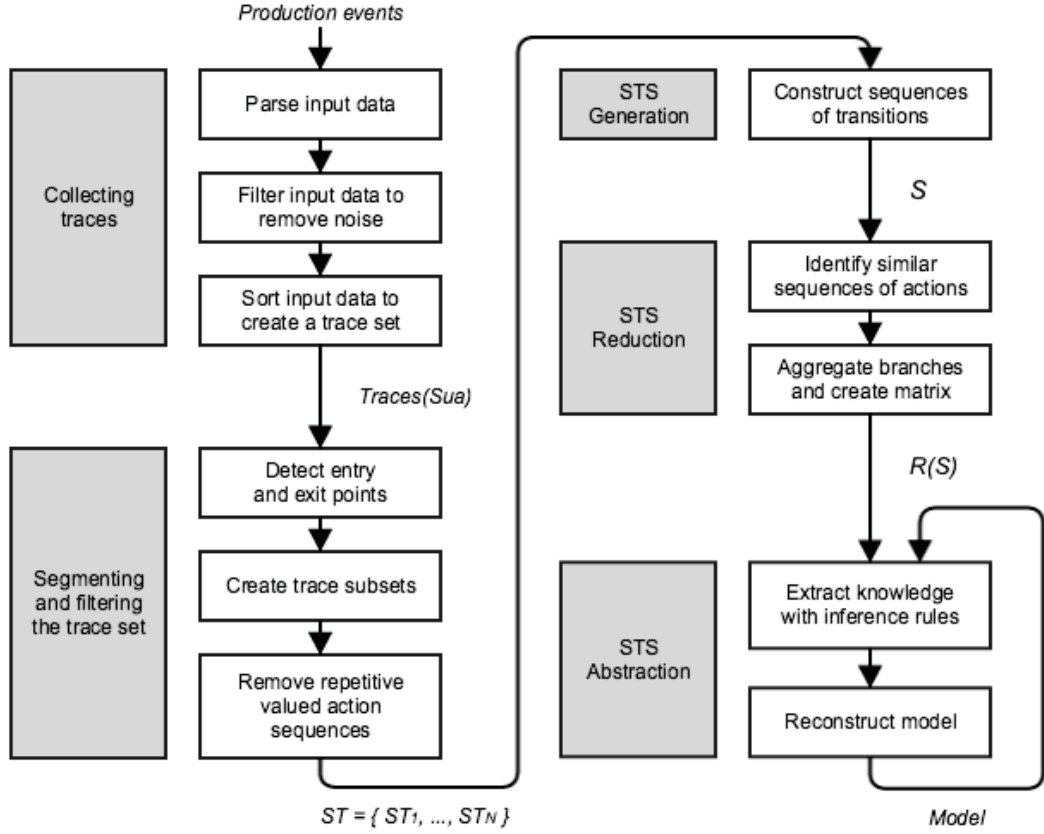 Production events
Collecting
traces
Parse input data
Filter input data to
remove noise
Sort input data to
create a trace set
Traces(Sua)
Segmenting
and filtering
the trace set
Detect entry
and exit points
Create trace subsets
Remove repetitive
valued action
sequences
ST = { ST1, ..., STN }
STS
Generation
Construct sequences
of transitions
S
STS
Reduction
Identify similar
sequences of actions
Aggregate branches
and create matrix
R(S)
STS
Abstraction
Extract knowledge
with inference rules
Reconstruct model
Model